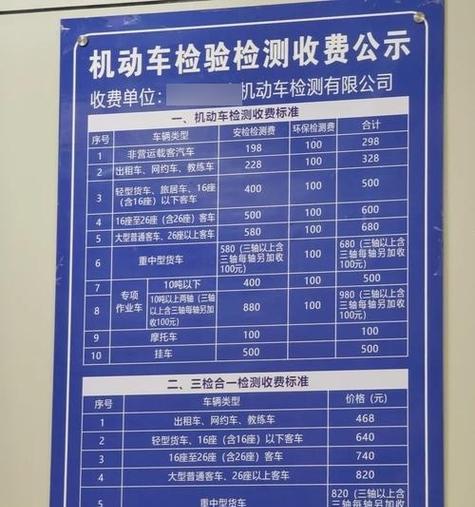 机动车检验检测收费公示
收费单位: 机动车检测有限公司
一、机动车检测收费标准
序号 车辆类型 安检检测费 环保检测费 合计
1 非营运载客汽车 198 100 298
2 出租车、网约车、教练车 228 100 328
3 轻型货车、旅居车、16座
(含16座)以下客车 400 100 500
4 16座至26座(含26座)客车 500 100 600
5 大型普通客车、26座以上客车 580 100 680
6 重中型货车 580(三轴以上含
三轴每轴另加收
100元) 100 680(三轴以上含
三轴每轴另加收
100元)
专项
作业车
7 10吨以下 400 100 500
8 10吨以上两轴(三轴
以上含三轴每轴另加
收100元) 880 100 980(三轴以上含
三轴每轴另加收
100元)
9 摩托车 100 100
10 挂车 500 500
二、三检合一检测收费标准
序号 车辆类型 价格(元)
1 出租车、网约车、教练车 468
2 轻型货车、16座(含16座)以下客车 640
3 16座至26座(含26座)客车 740
4 大型普通客车、26座以上客车 820
5 重中型货车 820(三轴以上含
三轴每轴另加收